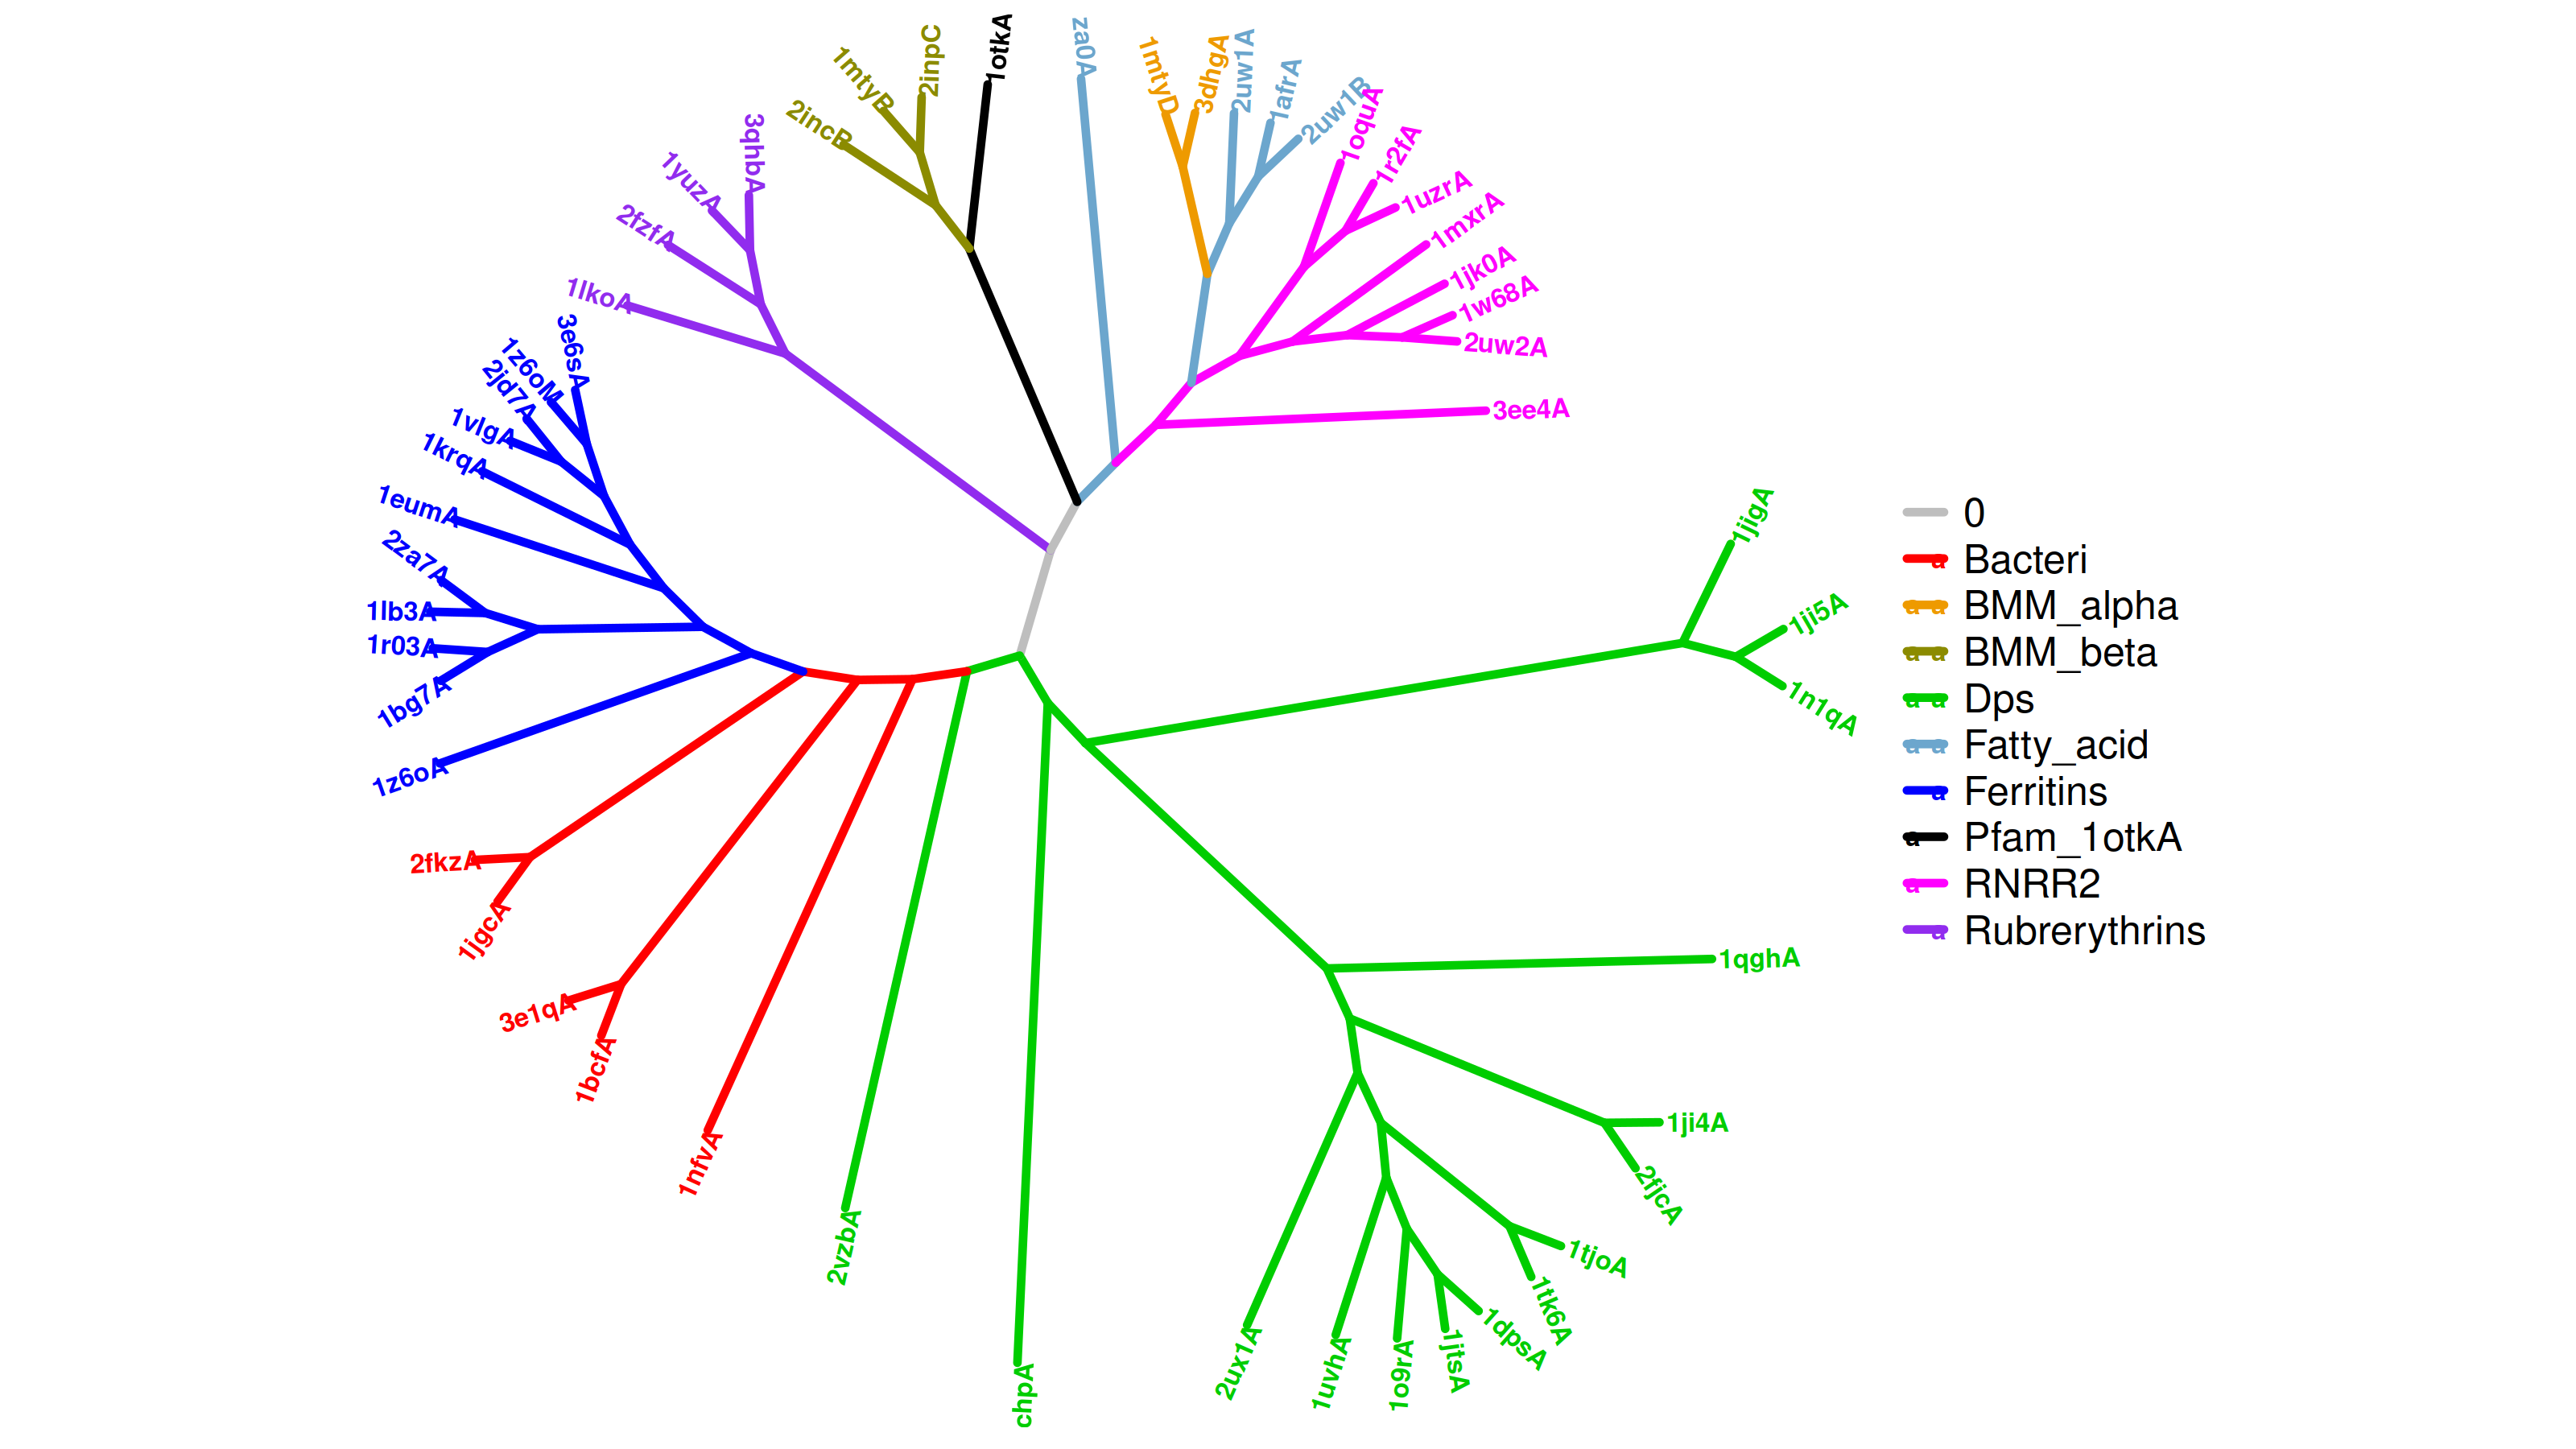 1otkA
za0A
2inpC
1mtyB
2incB
1mtyD
3dhgA
2uw1A
1afrA
2uw1B
1oquA
1r2fA
1uzrA
1mxrA
1jk0A
1w68A
2uw2A
3ee4A
3qhbA
1yuzA
2fzfA
1lkoA
3e6sA
1z6oM
2jd7A
1vlgA
1krqA
1eumA
2za7A
1lb3A
1r03A
1bg7A
1z6oA
2fkzA
1jgcA
3e1qA
1bcfA
1nfvA
2vzbA
chpA
1jigA
1ji5A
1n1qA
1qghA
1ji4A
2fjcA
1tjoA
1tk6A
1dpsA
1jtsA
1o9rA
1uvhA
2ux1A
0
a Bacteri
a a BMM_alpha
a a BMM_beta
a a Dps
a a Fatty_acid
a Ferritins
a Pfam_1otkA
a RNRR2
a Rubrerythrins